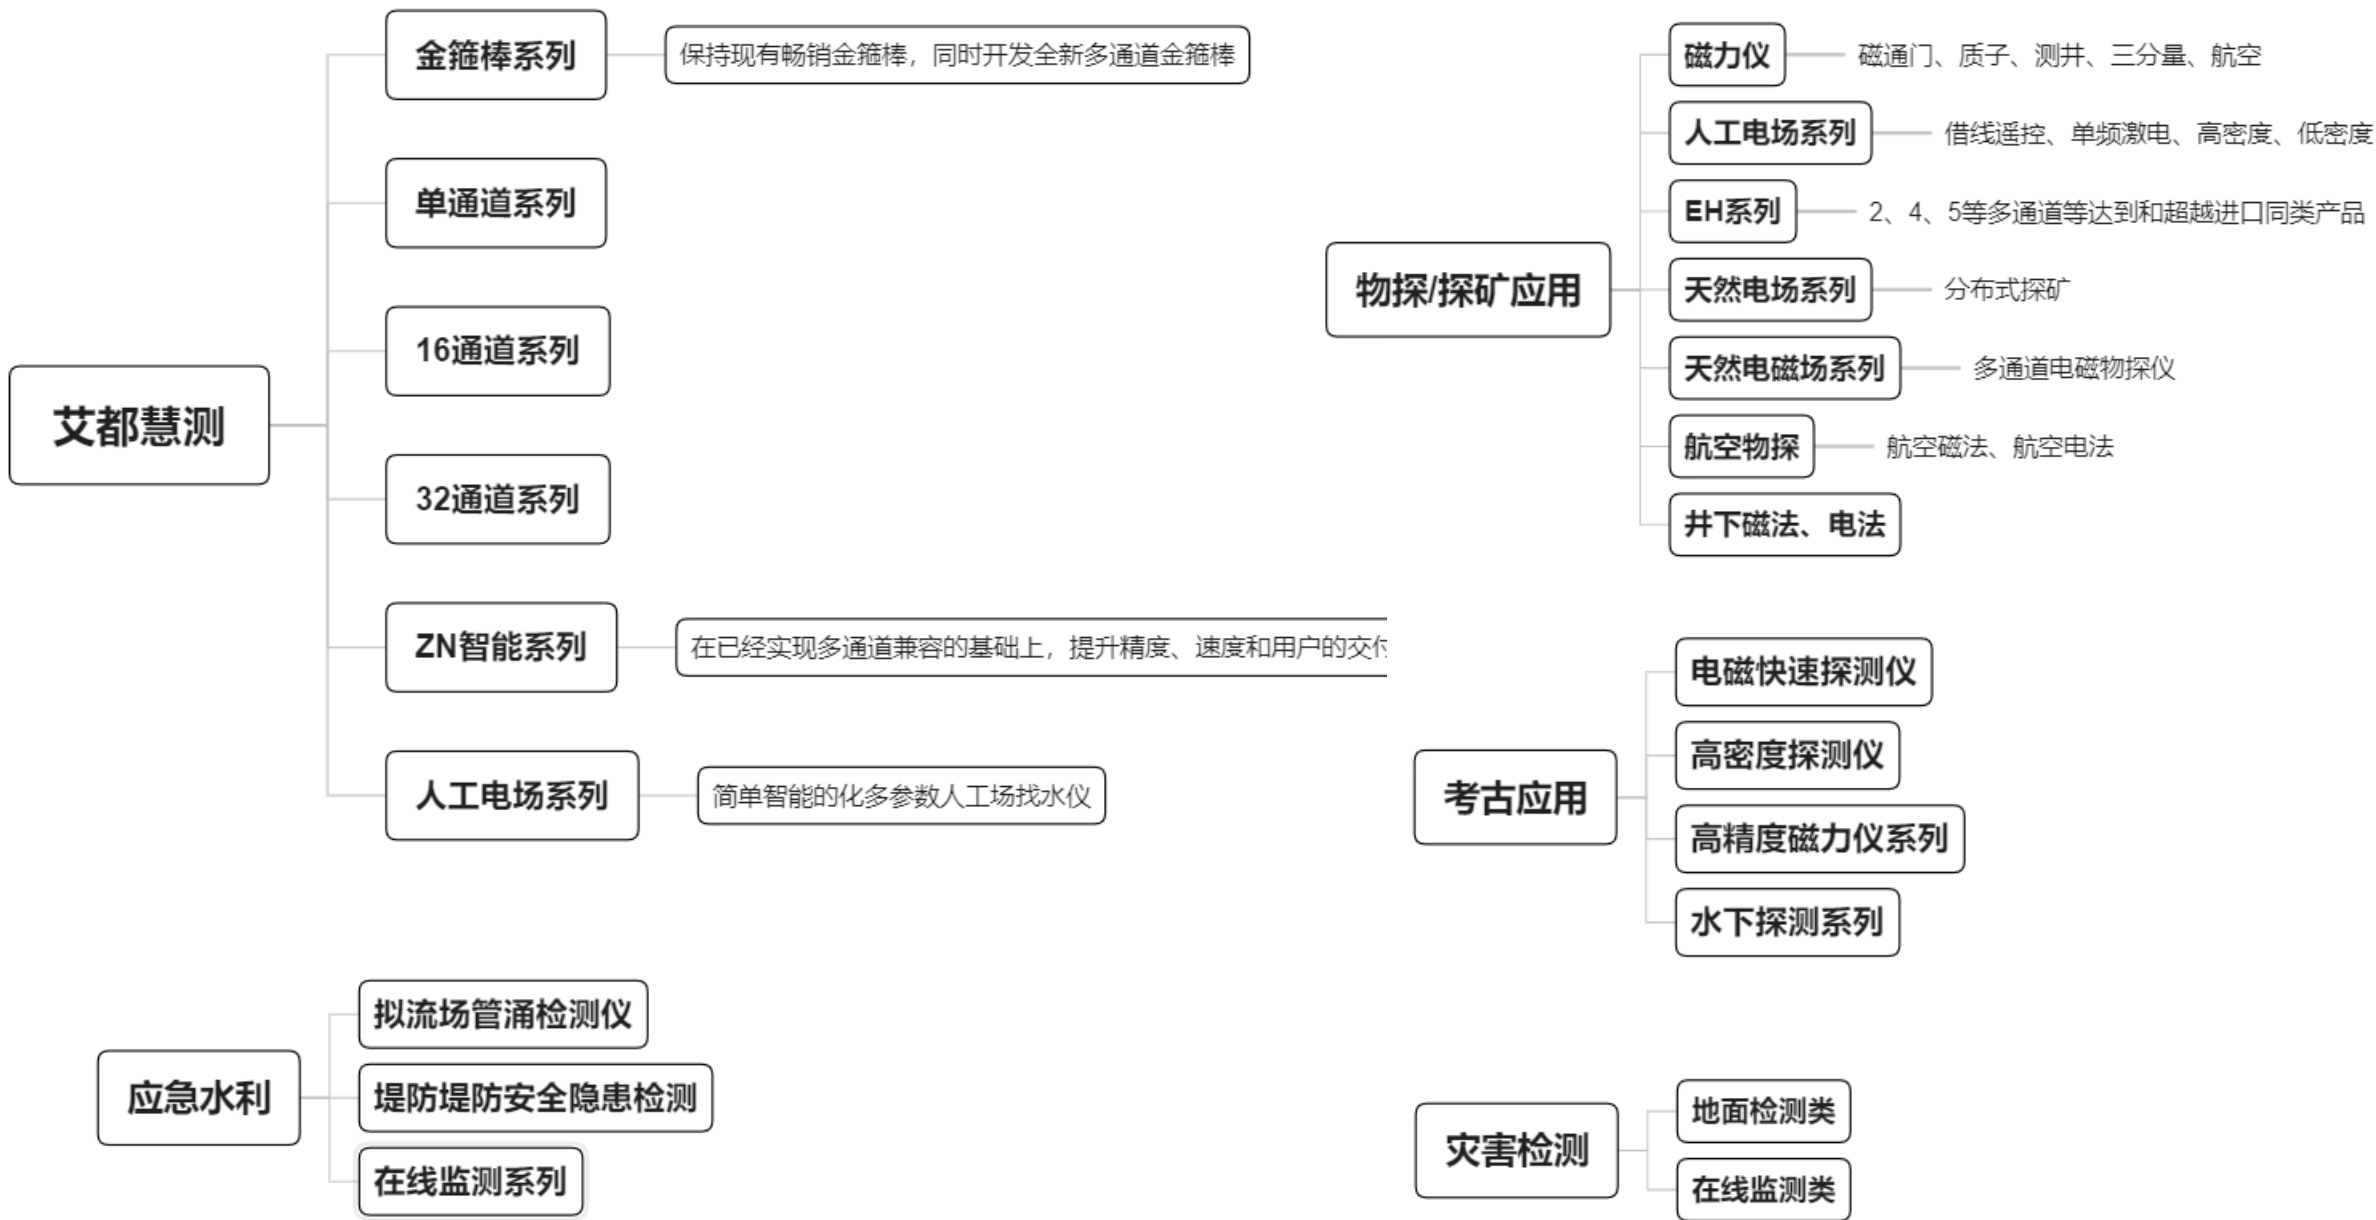 艾都慧测
金箍棒系列
保持现有畅销金箍棒，同时开发全新多通道金箍棒
单通道系列
16通道系列
32通道系列
ZN智能系列
在已经实现多通道兼容的基础上，提升精度、速度和用户的交付
人工电场系列
简单智能的化多参数人工场找水仪
物探/探矿应用
磁力仪
磁通门、质子、测井、三分量、航空
人工电场系列
借线遥控、单频激电、高密度、低密度
EH系列
2、4、5等多通道等达到和超越进口同类产品
天然电场系列
分布式探矿
天然电磁场系列
多通道电磁物探仪
航空物探
航空磁法、航空电法
井下磁法、电法
考古应用
电磁快速探测仪
高密度探测仪
高精度磁力仪系列
水下探测系列
应急水利
拟流场管涌检测仪
堤防堤防安全隐患检测
在线监测系列
灾害检测
地面检测类
在线监测类